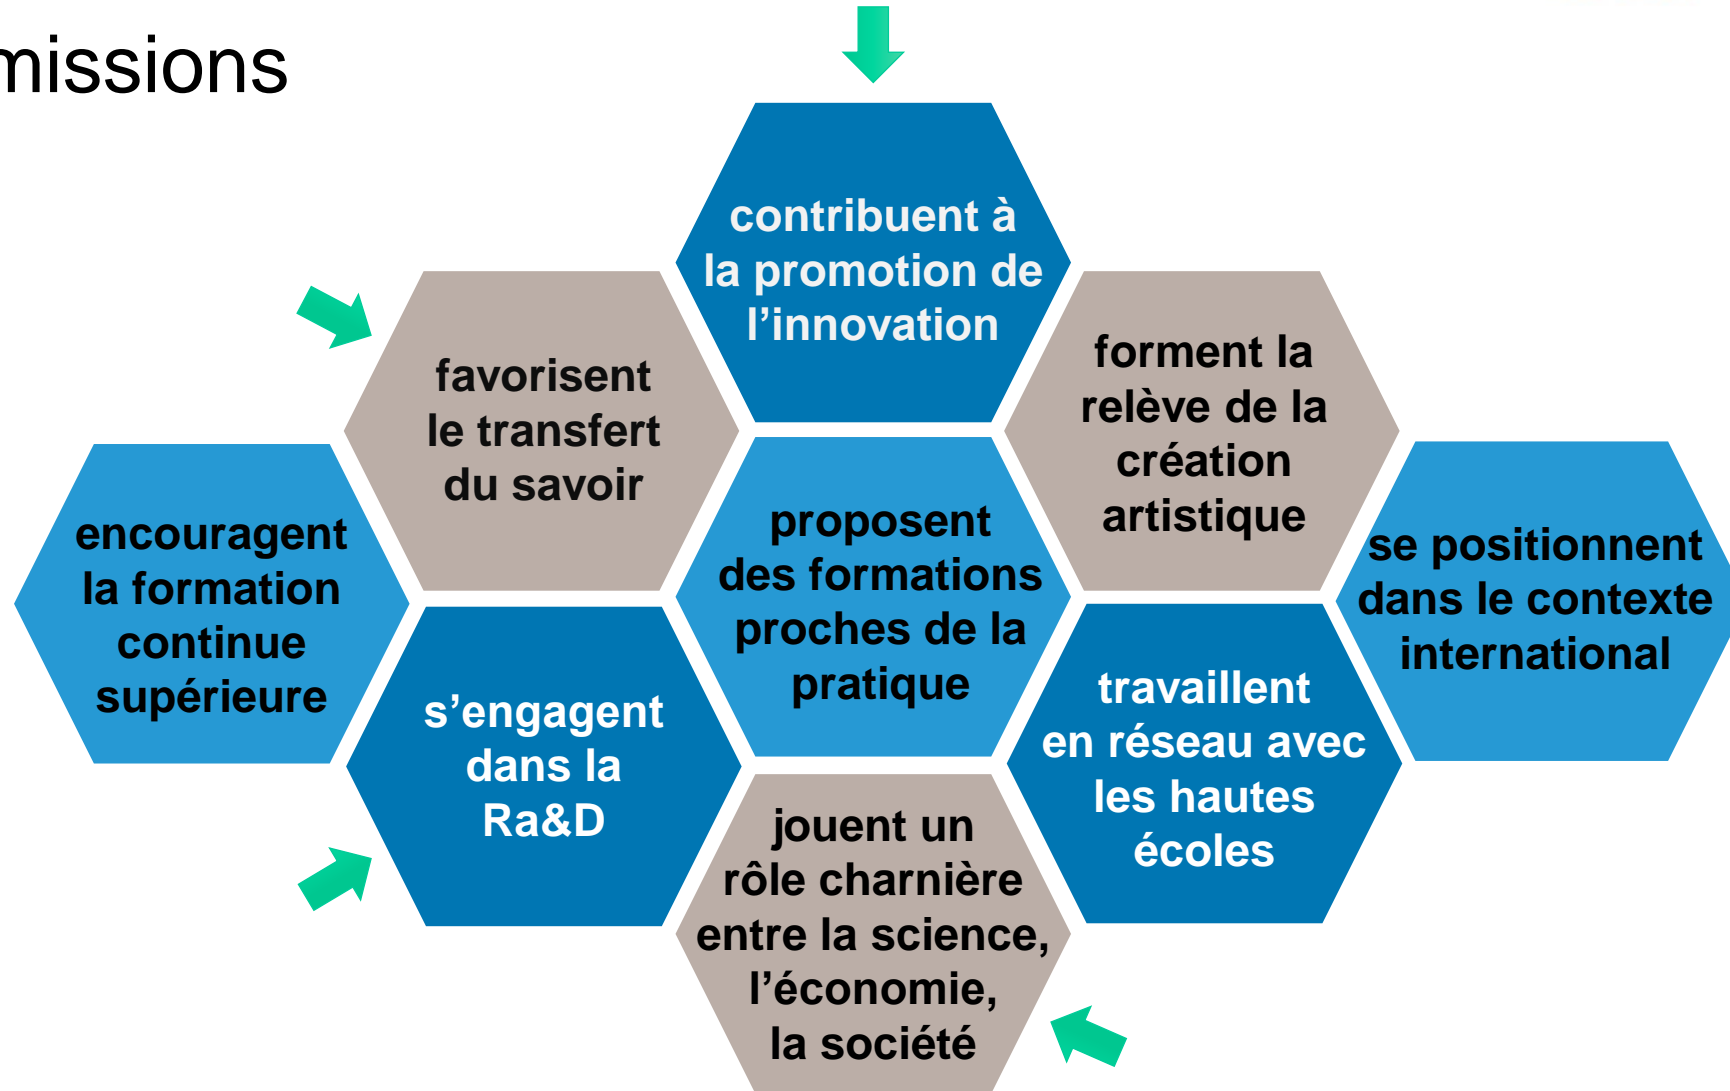 missions
contribuent à
la promotion de
l’innovation
favorisent
le transfert
du savoir
forment la
relève de la
création
artistique
encouragent
la formation
continue
supérieure
proposent
des formations
proches de la
pratique
se positionnent
dans le contexte
international
s’engagent
dans la
Ra&D
travaillent
en réseau avec
les hautes
écoles
jouent un
rôle charnière
entre la science,
l’économie,
la société